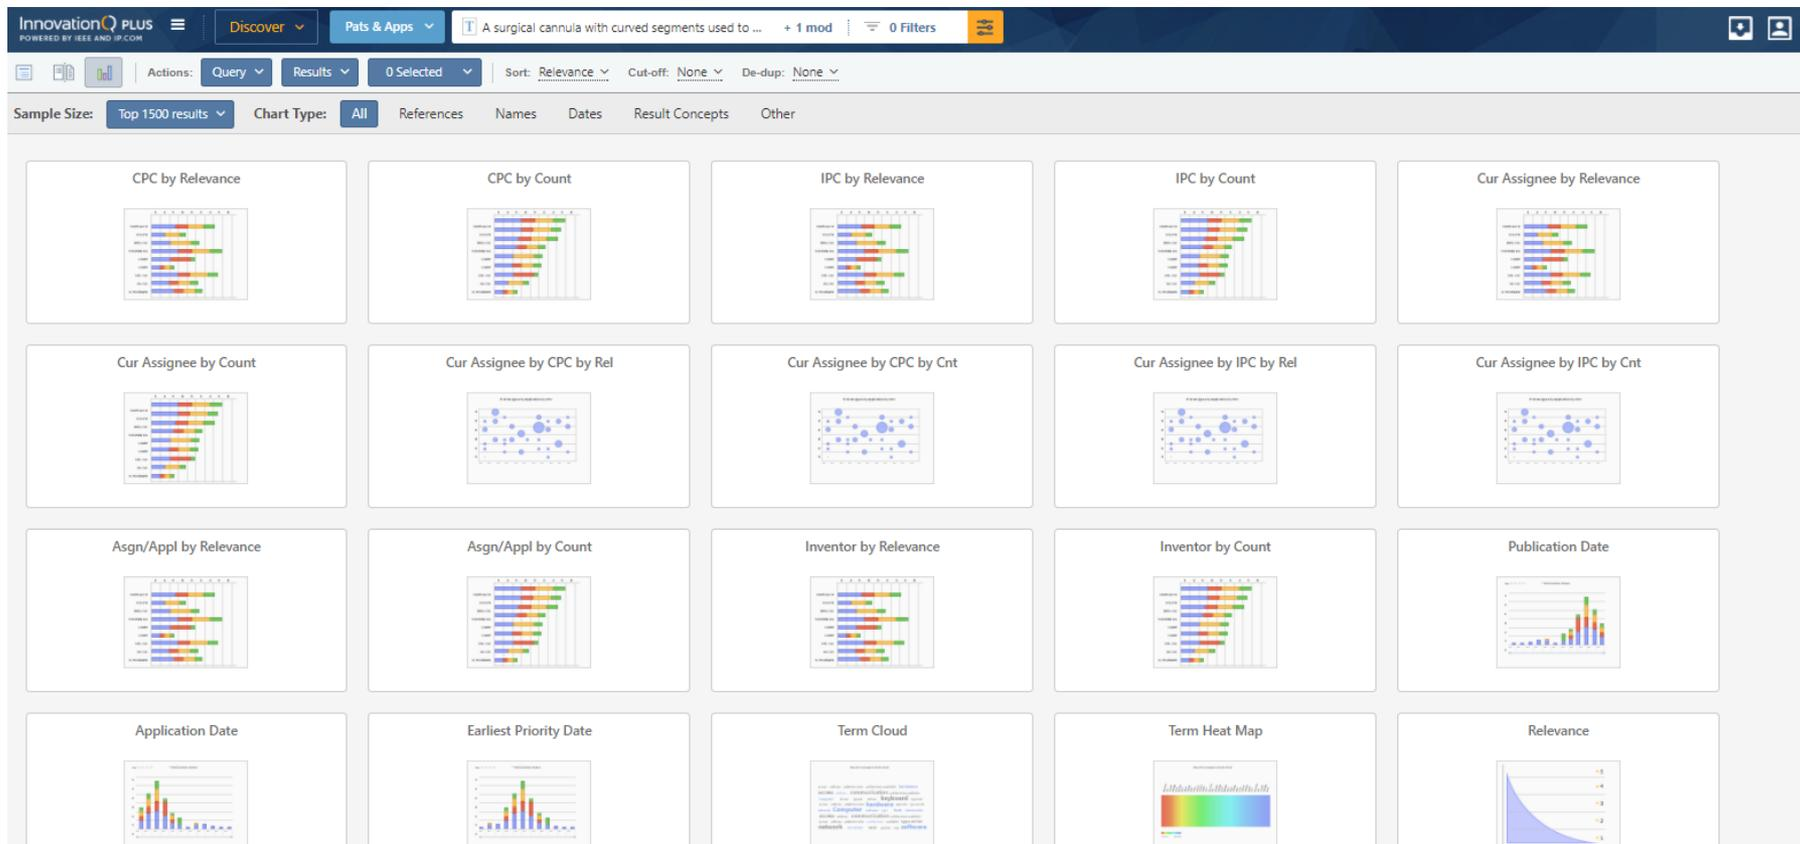 InnovationQ PLUS
POWERED BY IEEE AND IP.COM
Discover
Pats & Apps
T A surgical cannula with curved segments used to ... + 1 mod 0 Filters
Actions: Query Results 0 Selected Sort: Relevance Cut-off: None De-dup: None
Sample Size: Top 1500 results Chart Type: All References Names Dates Result Concepts Other
CPC by Relevance
CPC by Count
IPC by Relevance
IPC by Count
Cur Assignee by Relevance
Cur Assignee by Count
Cur Assignee by CPC by Rel
Cur Assignee by CPC by Cnt
Cur Assignee by IPC by Rel
Cur Assignee by IPC by Cnt
Asgn/Appl by Relevance
Asgn/Appl by Count
Inventor by Relevance
Inventor by Count
Publication Date
Application Date
Earliest Priority Date
Term Cloud
Term Heat Map
Relevance